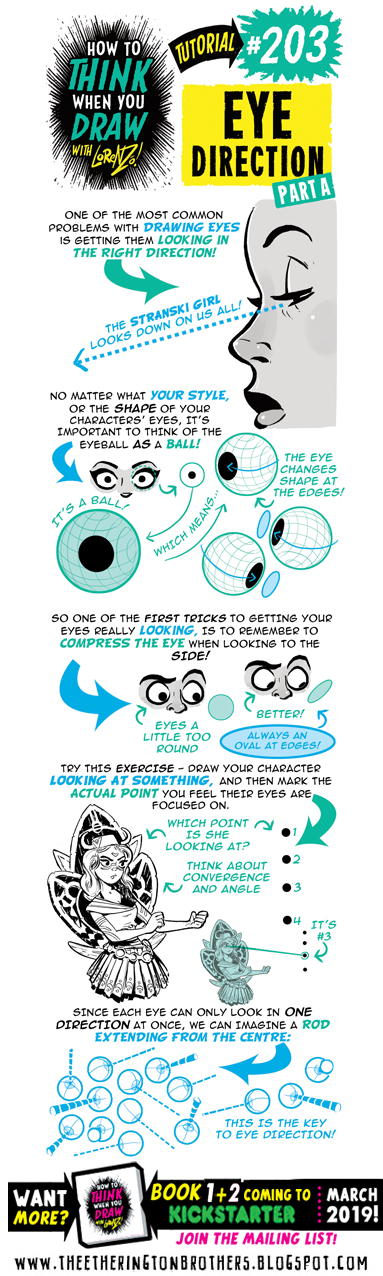 HOW TO
THINK
WHEN YOU
DRAW
WITH LORENZO!
TUTORIAL
#203
EYE
DIRECTION
PART A
ONE OF THE MOST COMMON
PROBLEMS WITH DRAWING EYES
IS GETTING THEM LOOKING IN
THE RIGHT DIRECTION!
THE STRANSKI GIRL
LOOKS DOWN ON US ALL!
NO MATTER WHAT YOUR STYLE,
OR THE SHAPE OF YOUR
CHARACTERS' EYES, IT'S
IMPORTANT TO THINK OF THE
EYEBALL AS A BALL!
IT'S A BALL!
WHICH MEANS...
THE EYE
CHANGES
SHAPE AT
THE EDGES!
SO ONE OF THE FIRST TRICKS TO GETTING YOUR
EYES REALLY LOOKING, IS TO REMEMBER TO
COMPRESS THE EYE WHEN LOOKING TO THE
SIDE!
EYES A
LITTLE TOO
ROUND
BETTER!
ALWAYS AN
OVAL AT EDGES!
TRY THIS EXERCISE - DRAW YOUR CHARACTER
LOOKING AT SOMETHING, AND THEN MARK THE
ACTUAL POINT YOU FEEL THEIR EYES ARE
FOCUSED ON.
WHICH POINT
IS SHE
LOOKING AT?
THINK ABOUT
CONVERGENCE
AND ANGLE
1
2
3
4
IT'S
#3
SINCE EACH EYE CAN ONLY LOOK IN ONE
DIRECTION AT ONCE, WE CAN IMAGINE A ROD
EXTENDING FROM THE CENTRE:
THIS IS THE KEY
TO EYE DIRECTION!
WANT
MORE?
HOW TO
THINK
WHEN YOU
DRAW
WITH LORENZO!
BOOK 1+2 COMING TO
KICKSTARTER
MARCH
2019!
JOIN THE MAILING LIST!
WWW.THEETHERINGTONBROTHERS.BLOGSPOT.COM